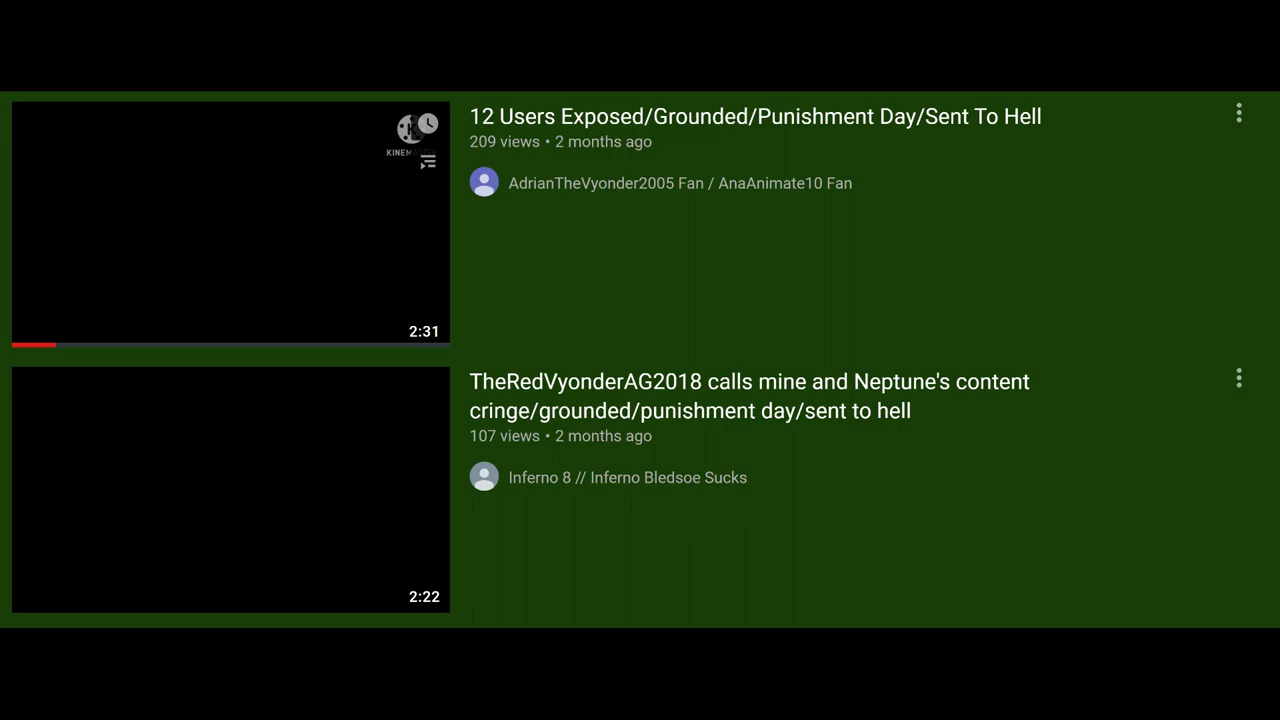 KINEM
2:31
12 Users Exposed/Grounded/Punishment Day/Sent To Hell
209 views • 2 months ago
AdrianTheVyonder2005 Fan / AnaAnimate10 Fan
2:22
TheRedVyonderAG2018 calls mine and Neptune's content
cringe/grounded/punishment day/sent to hell
107 views • 2 months ago
Inferno 8 // Inferno Bledsoe Sucks